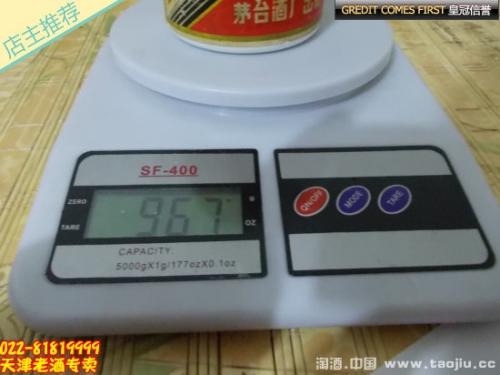 店主推荐
GREDIT COMES FIRST 皇冠信誉
茅台酒厂出
SF-400
ZERO
TARE
967
g
OZ
CAPACITY:
5000gX1g/177ozX0.1oz
ON/OFF
MODE
TARE
022-81819999
天津老酒专卖
淘酒.中国 www.taojiu.cc